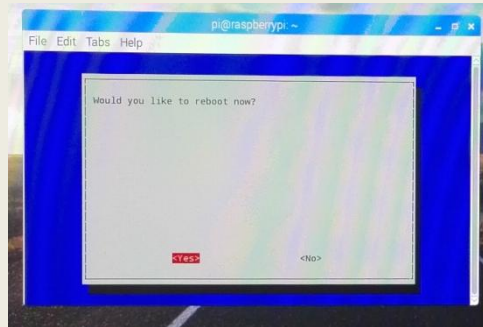 pi@raspberrypi: ~
File Edit Tabs Help
Would you like to reboot now?
<Yes> <No>